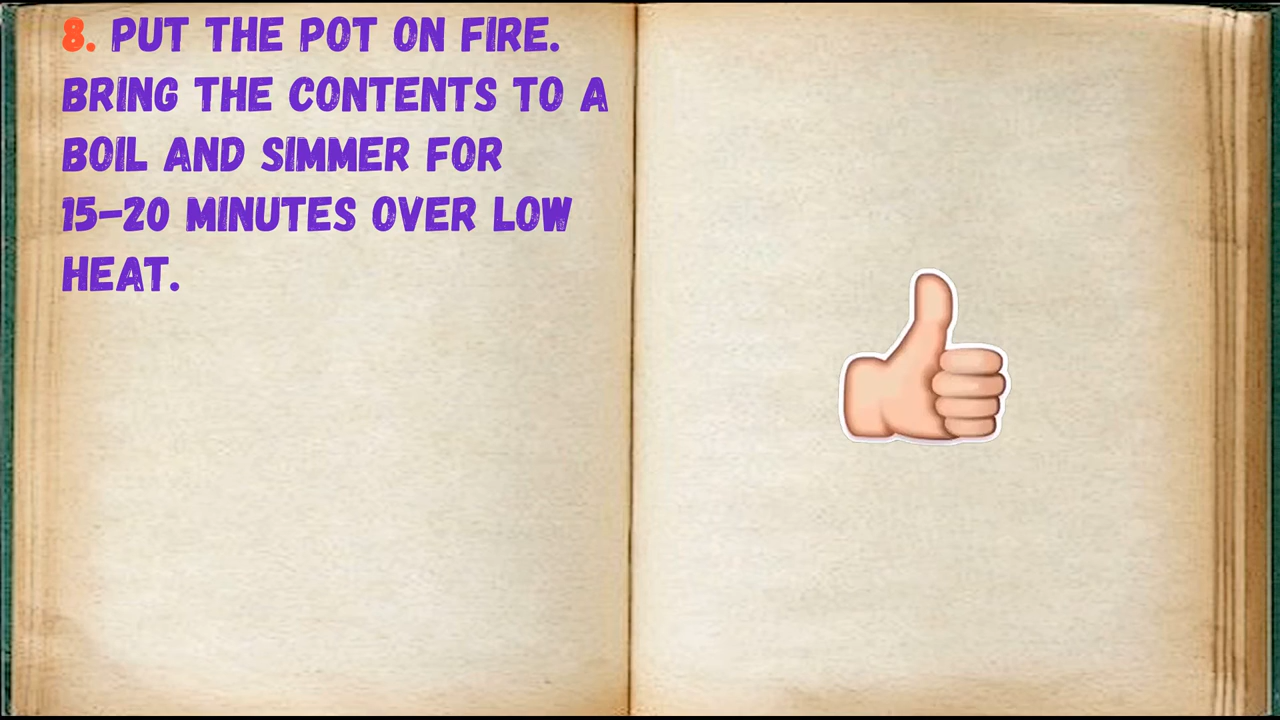 8. PUT THE POT ON FIRE.
BRING THE CONTENTS TO A
BOIL AND SIMMER FOR
15–20 MINUTES OVER LOW
HEAT.